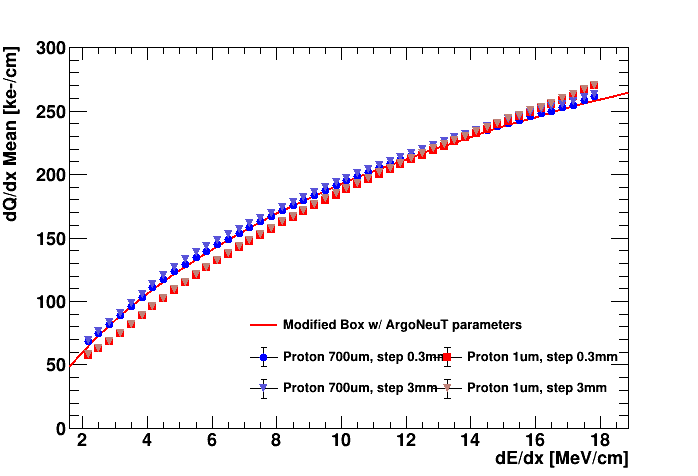 dQ/dx Mean [ke-/cm]
300
250
200
150
100
50
0
Modified Box w/ ArgoNeuT parameters
Proton 700um, step 0.3mm
Proton 1um, step 0.3mm
Proton 700um, step 3mm
Proton 1um, step 3mm
2 4 6 8 10 12 14 16 18
dE/dx [MeV/cm]